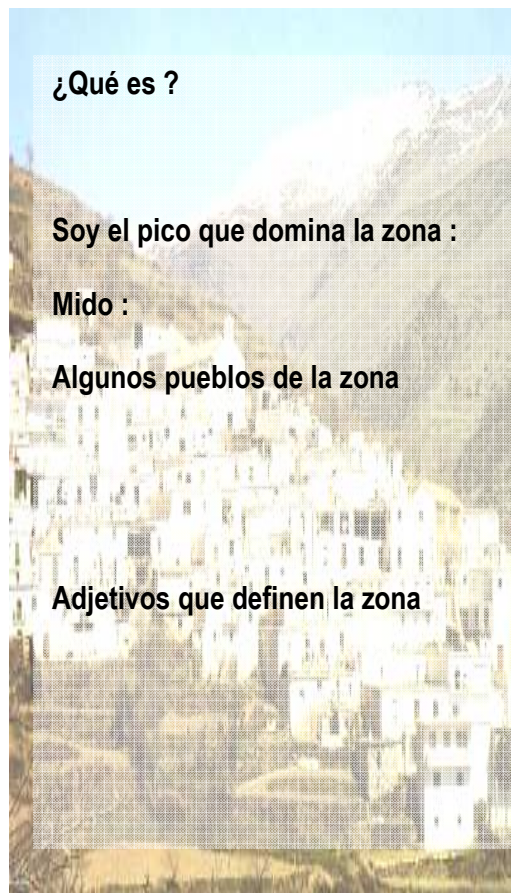 ¿Qué es ?
Soy el pico que domina la zona :
Mido :
Algunos pueblos de la zona
Adjetivos que definen la zona